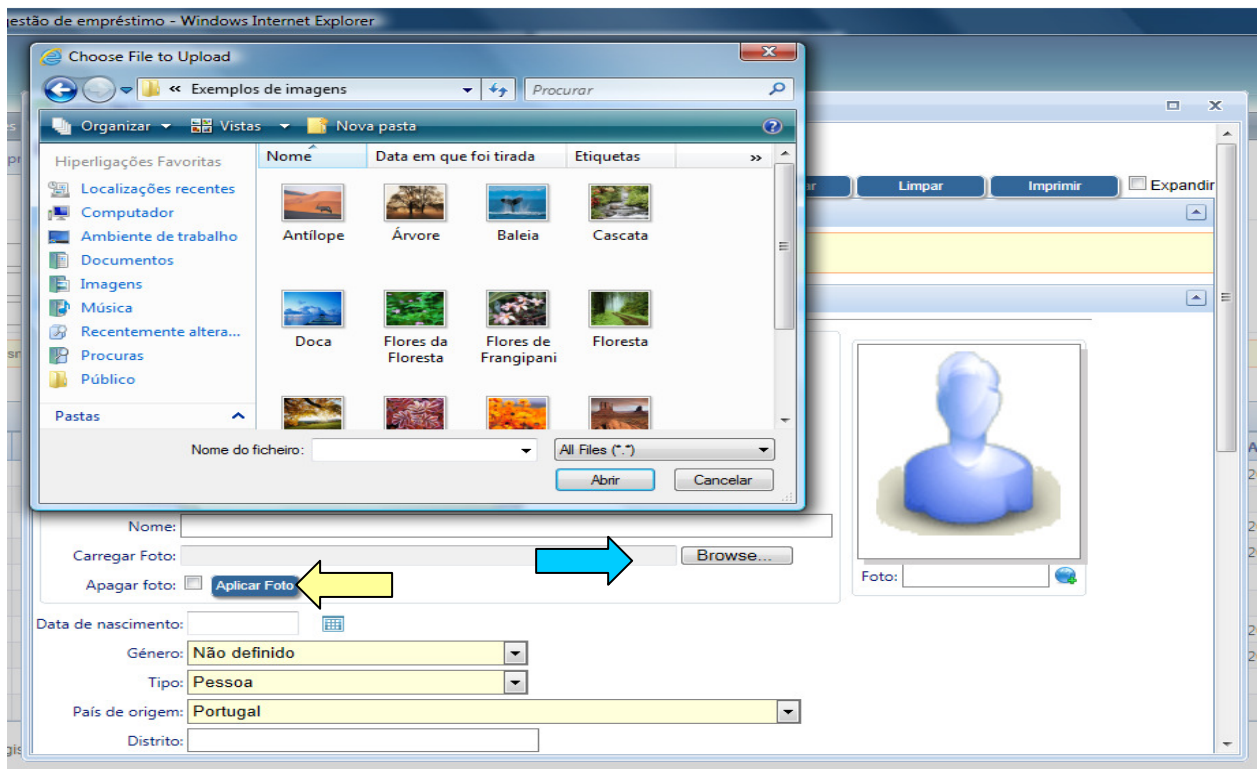 gestão de empréstimo - Windows Internet Explorer
Choose File to Upload
« Exemplos de imagens
Procurar
Organizar
Vistas
Nova pasta
Hiperligações Favoritas
Localizações recentes
Computador
Ambiente de trabalho
Documentos
Imagens
Música
Recentemente altera...
Procuras
Público
Pastas
Nome
Data em que foi tirada
Etiquetas
»
Antílope
Árvore
Baleia
Cascata
Doca
Flores da
Floresta
Flores de
Frangipani
Floresta
Nome do ficheiro:
All Files (*.*)
Abrir
Cancelar
Limpar
Imprimir
Expandir
Nome:
Carregar Foto:
Browse...
Apagar foto:
Aplicar Foto
Foto:
Data de nascimento:
Género: Não definido
Tipo: Pessoa
País de origem: Portugal
Distrito: